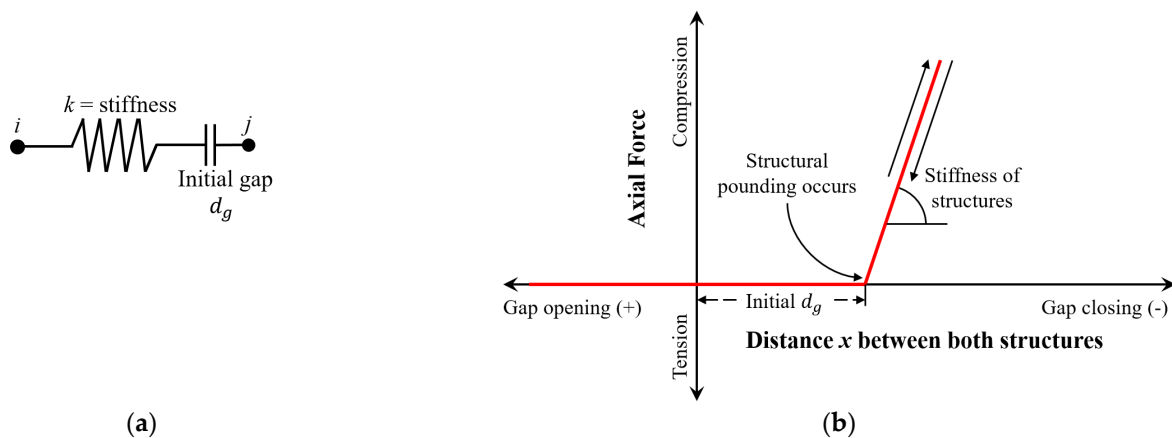 k = stiffness
i
j
Initial gap
d_g
(a)
Axial Force
Compression
Tension
Structural
pounding occurs
Stiffness of
structures
Gap opening (+)
Initial d_g
Gap closing (-)
Distance x between both structures
(b)